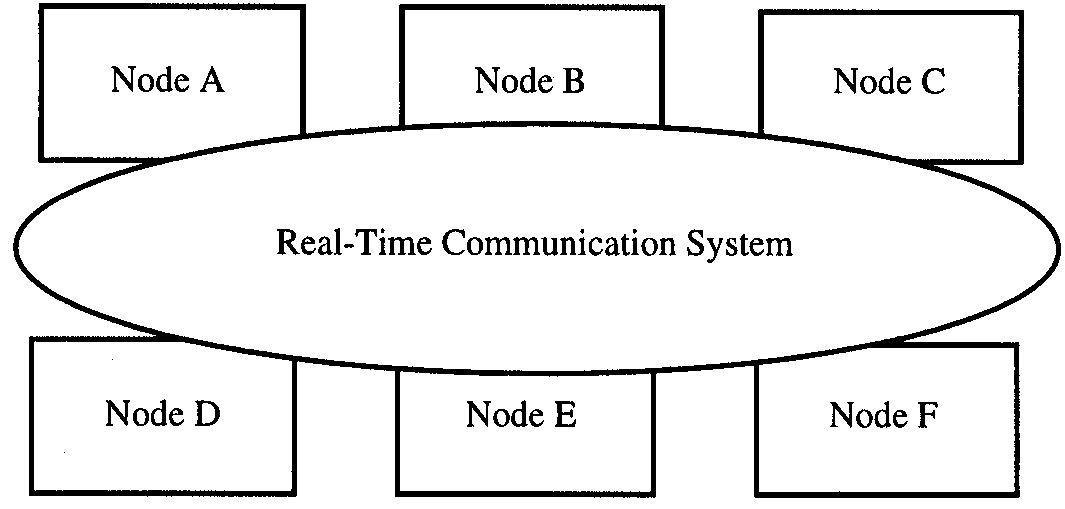 Node A
Node B
Node C
Real-Time Communication System
Node D
Node E
Node F